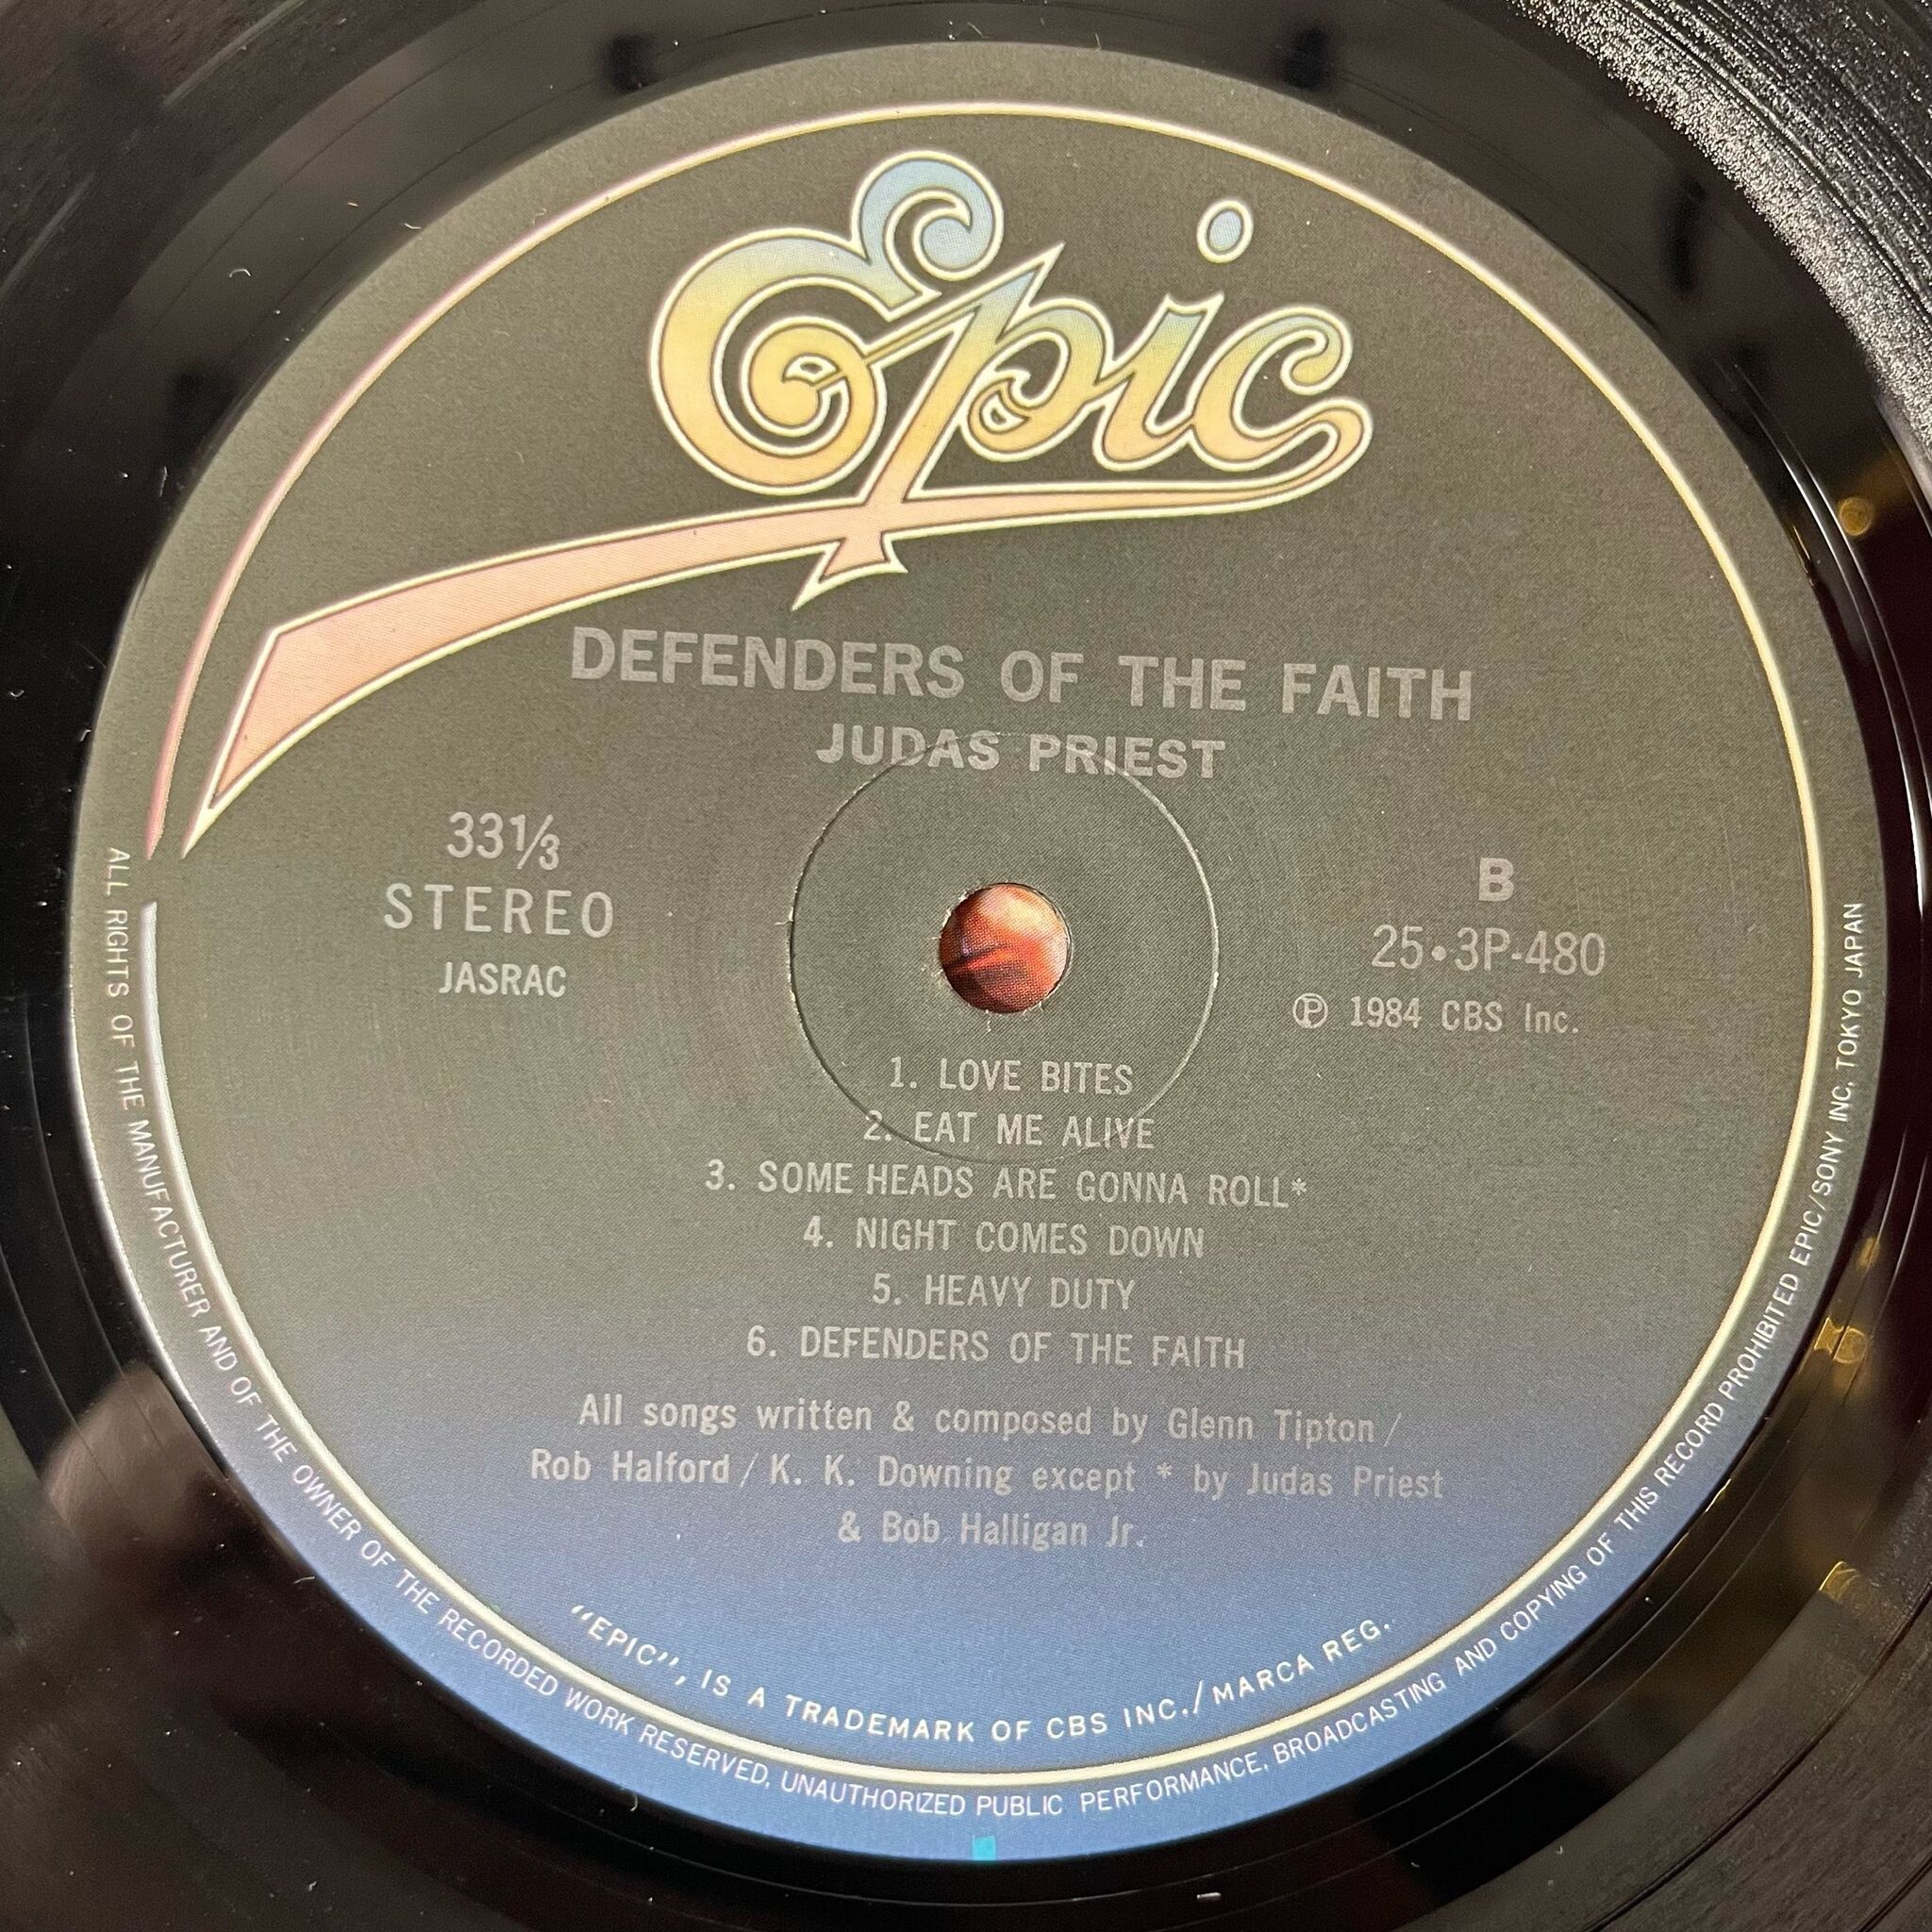 Epic
DEFENDERS OF THE FAITH
JUDAS PRIEST
33⅓
STEREO
JASRAC
B
25•3P-480
Ⓟ 1984 CBS Inc.
1. LOVE BITES
2. EAT ME ALIVE
3. SOME HEADS ARE GONNA ROLL*
4. NIGHT COMES DOWN
5. HEAVY DUTY
6. DEFENDERS OF THE FAITH
All songs written & composed by Glenn Tipton /
Rob Halford / K. K. Downing except * by Judas Priest
& Bob Halligan Jr.
“EPIC”, IS A TRADEMARK OF CBS INC./MARCA REG.
ALL RIGHTS OF THE MANUFACTURER AND OF THE OWNER OF THE RECORDED WORK RESERVED. UNAUTHORIZED PUBLIC PERFORMANCE, BROADCASTING AND COPYING OF THIS RECORD PROHIBITED EPIC/SONY INC. TOKYO JAPAN